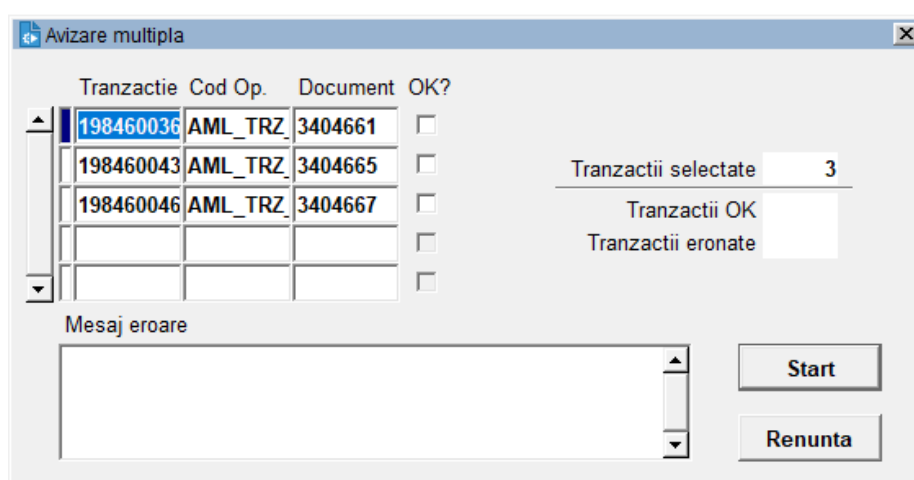 Avizare multipla
Tranzactie Cod Op. Document OK?
198460036 AML_TRZ_ 3404661
198460043 AML_TRZ_ 3404665
198460046 AML_TRZ_ 3404667
Tranzactii selectate 3
Tranzactii OK
Tranzactii eronate
Mesaj eroare
Start
Renunta